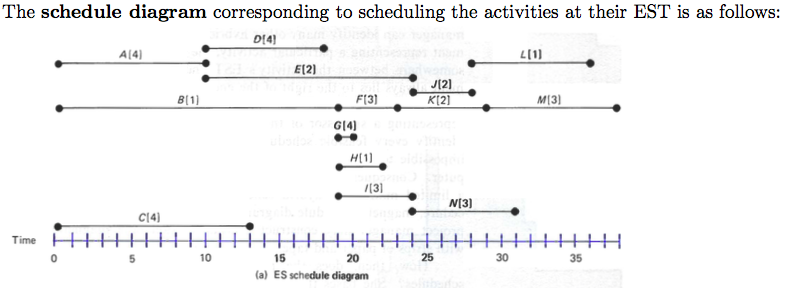 The schedule diagram corresponding to scheduling the activities at their EST is as follows:
D[4]
A[4]
L[1]
E[2]
J[2]
B[1] F[3] K[2] M[3]
G[4]
H[1]
I[3]
N[3]
C[4]
Time
0 5 10 15 20 25 30 35
(a) ES schedule diagram